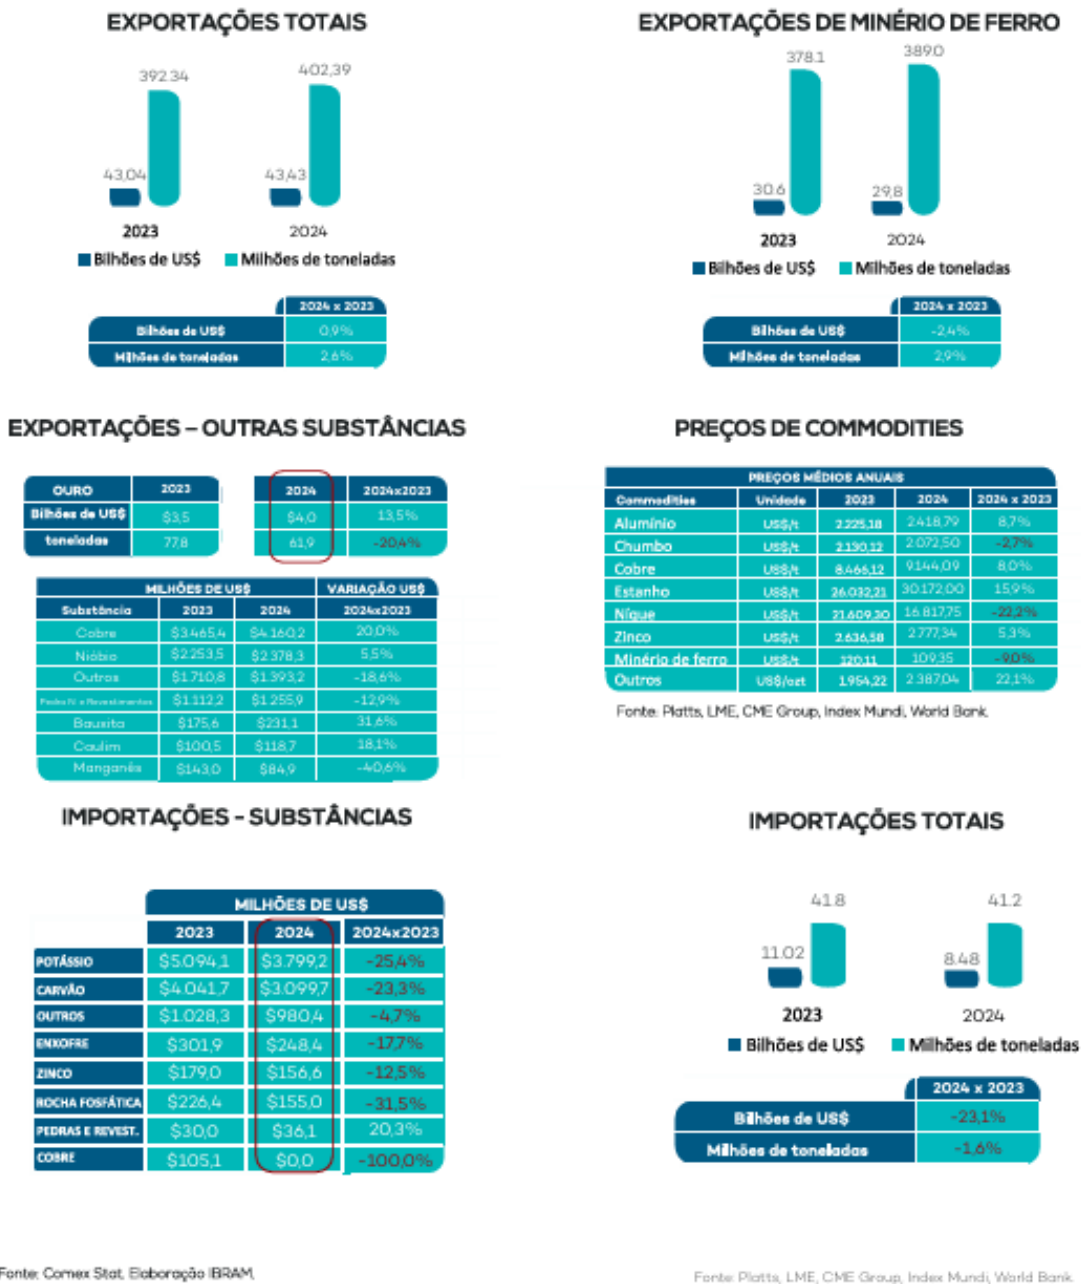 EXPORTAÇÕES TOTAIS
392.34
402,39
43,04
43,43
2023
2024
Bilhões de US$
Milhões de toneladas
2024 x 2023
Bilhões de US$ 0,9%
Milhões de toneladas 2,6%
EXPORTAÇÕES DE MINÉRIO DE FERRO
378.1
389.0
30.6
29,8
2023
2024
Bilhões de US$
Milhões de toneladas
2024 x 2023
Bilhões de US$ -2,4%
Milhões de toneladas 2,9%
EXPORTAÇÕES – OUTRAS SUBSTÂNCIAS
OURO 2023 2024 2024x2023
Bilhões de US$ $3,5 $4,0 13,5%
toneladas 77,8 61,9 -20,4%
MILHÕES DE US$ VARIAÇÃO US$
Substância 2023 2024 2024x2023
Cobre $3.465,4 $4.160,2 20,0%
Nióbio $2.253,5 $2.378,3 5,5%
Outros $1.710,8 $1.393,2 -18,6%
Pedra N. e Revestimentos $1.112,2 $1.255,9 -12,9%
Bauxita $175,6 $231,1 31,6%
Caulim $100,5 $118,7 18,1%
Manganês $143,0 $84,9 -40,6%
PREÇOS DE COMMODITIES
PREÇOS MÉDIOS ANUAIS
Commodities Unidade 2023 2024 2024 x 2023
Alumínio US$/t 2.225,18 2.418,79 8,7%
Chumbo US$/t 2.130,12 2.072,50 -2,7%
Cobre US$/t 8.466,12 9.144,09 8,0%
Estanho US$/t 26.032,21 30.172,00 15,9%
Níque US$/t 21.609,30 16.817,75 -22,2%
Zinco US$/t 2.636,58 2.777,34 5,3%
Minério de ferro US$/t 120,11 109,35 -9,0%
Outros US$/ozt 1.954,22 2.387,04 22,1%
Fonte: Platts, LME, CME Group, Index Mundi, World Bank.
IMPORTAÇÕES - SUBSTÂNCIAS
MILHÕES DE US$
2023 2024 2024x2023
POTÁSSIO $5.094,1 $3.799,2 -25,4%
CARVÃO $4.041,7 $3.099,7 -23,3%
OUTROS $1.028,3 $980,4 -4,7%
ENXOFRE $301,9 $248,4 -17,7%
ZINCO $179,0 $156,6 -12,5%
ROCHA FOSFÁTICA $226,4 $155,0 -31,5%
PEDRAS E REVEST. $30,0 $36,1 20,3%
COBRE $105,1 $0,0 -100,0%
IMPORTAÇÕES TOTAIS
41.8
41.2
11.02
8.48
2023
2024
Bilhões de US$
Milhões de toneladas
2024 x 2023
Bilhões de US$ -23,1%
Milhões de toneladas -1,6%
Fonte: Comex Stat, Elaboração IBRAM,
Fonte: Platts, LME, CME Group, Index Mundi, World Bank.